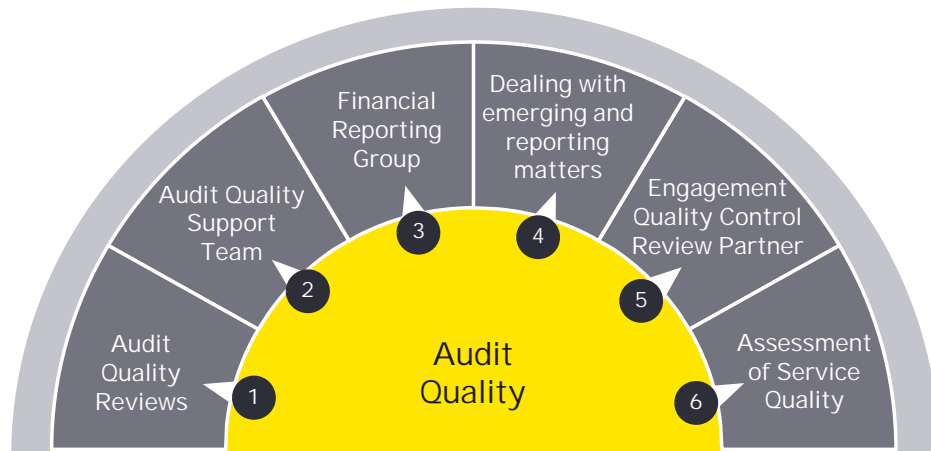 Audit
Quality
Reviews
1
Audit Quality
Support
Team
2
Financial
Reporting
Group
3
Dealing with
emerging and
reporting
matters
4
Engagement
Quality Control
Review Partner
5
Assessment
of Service
Quality
6
Audit
Quality